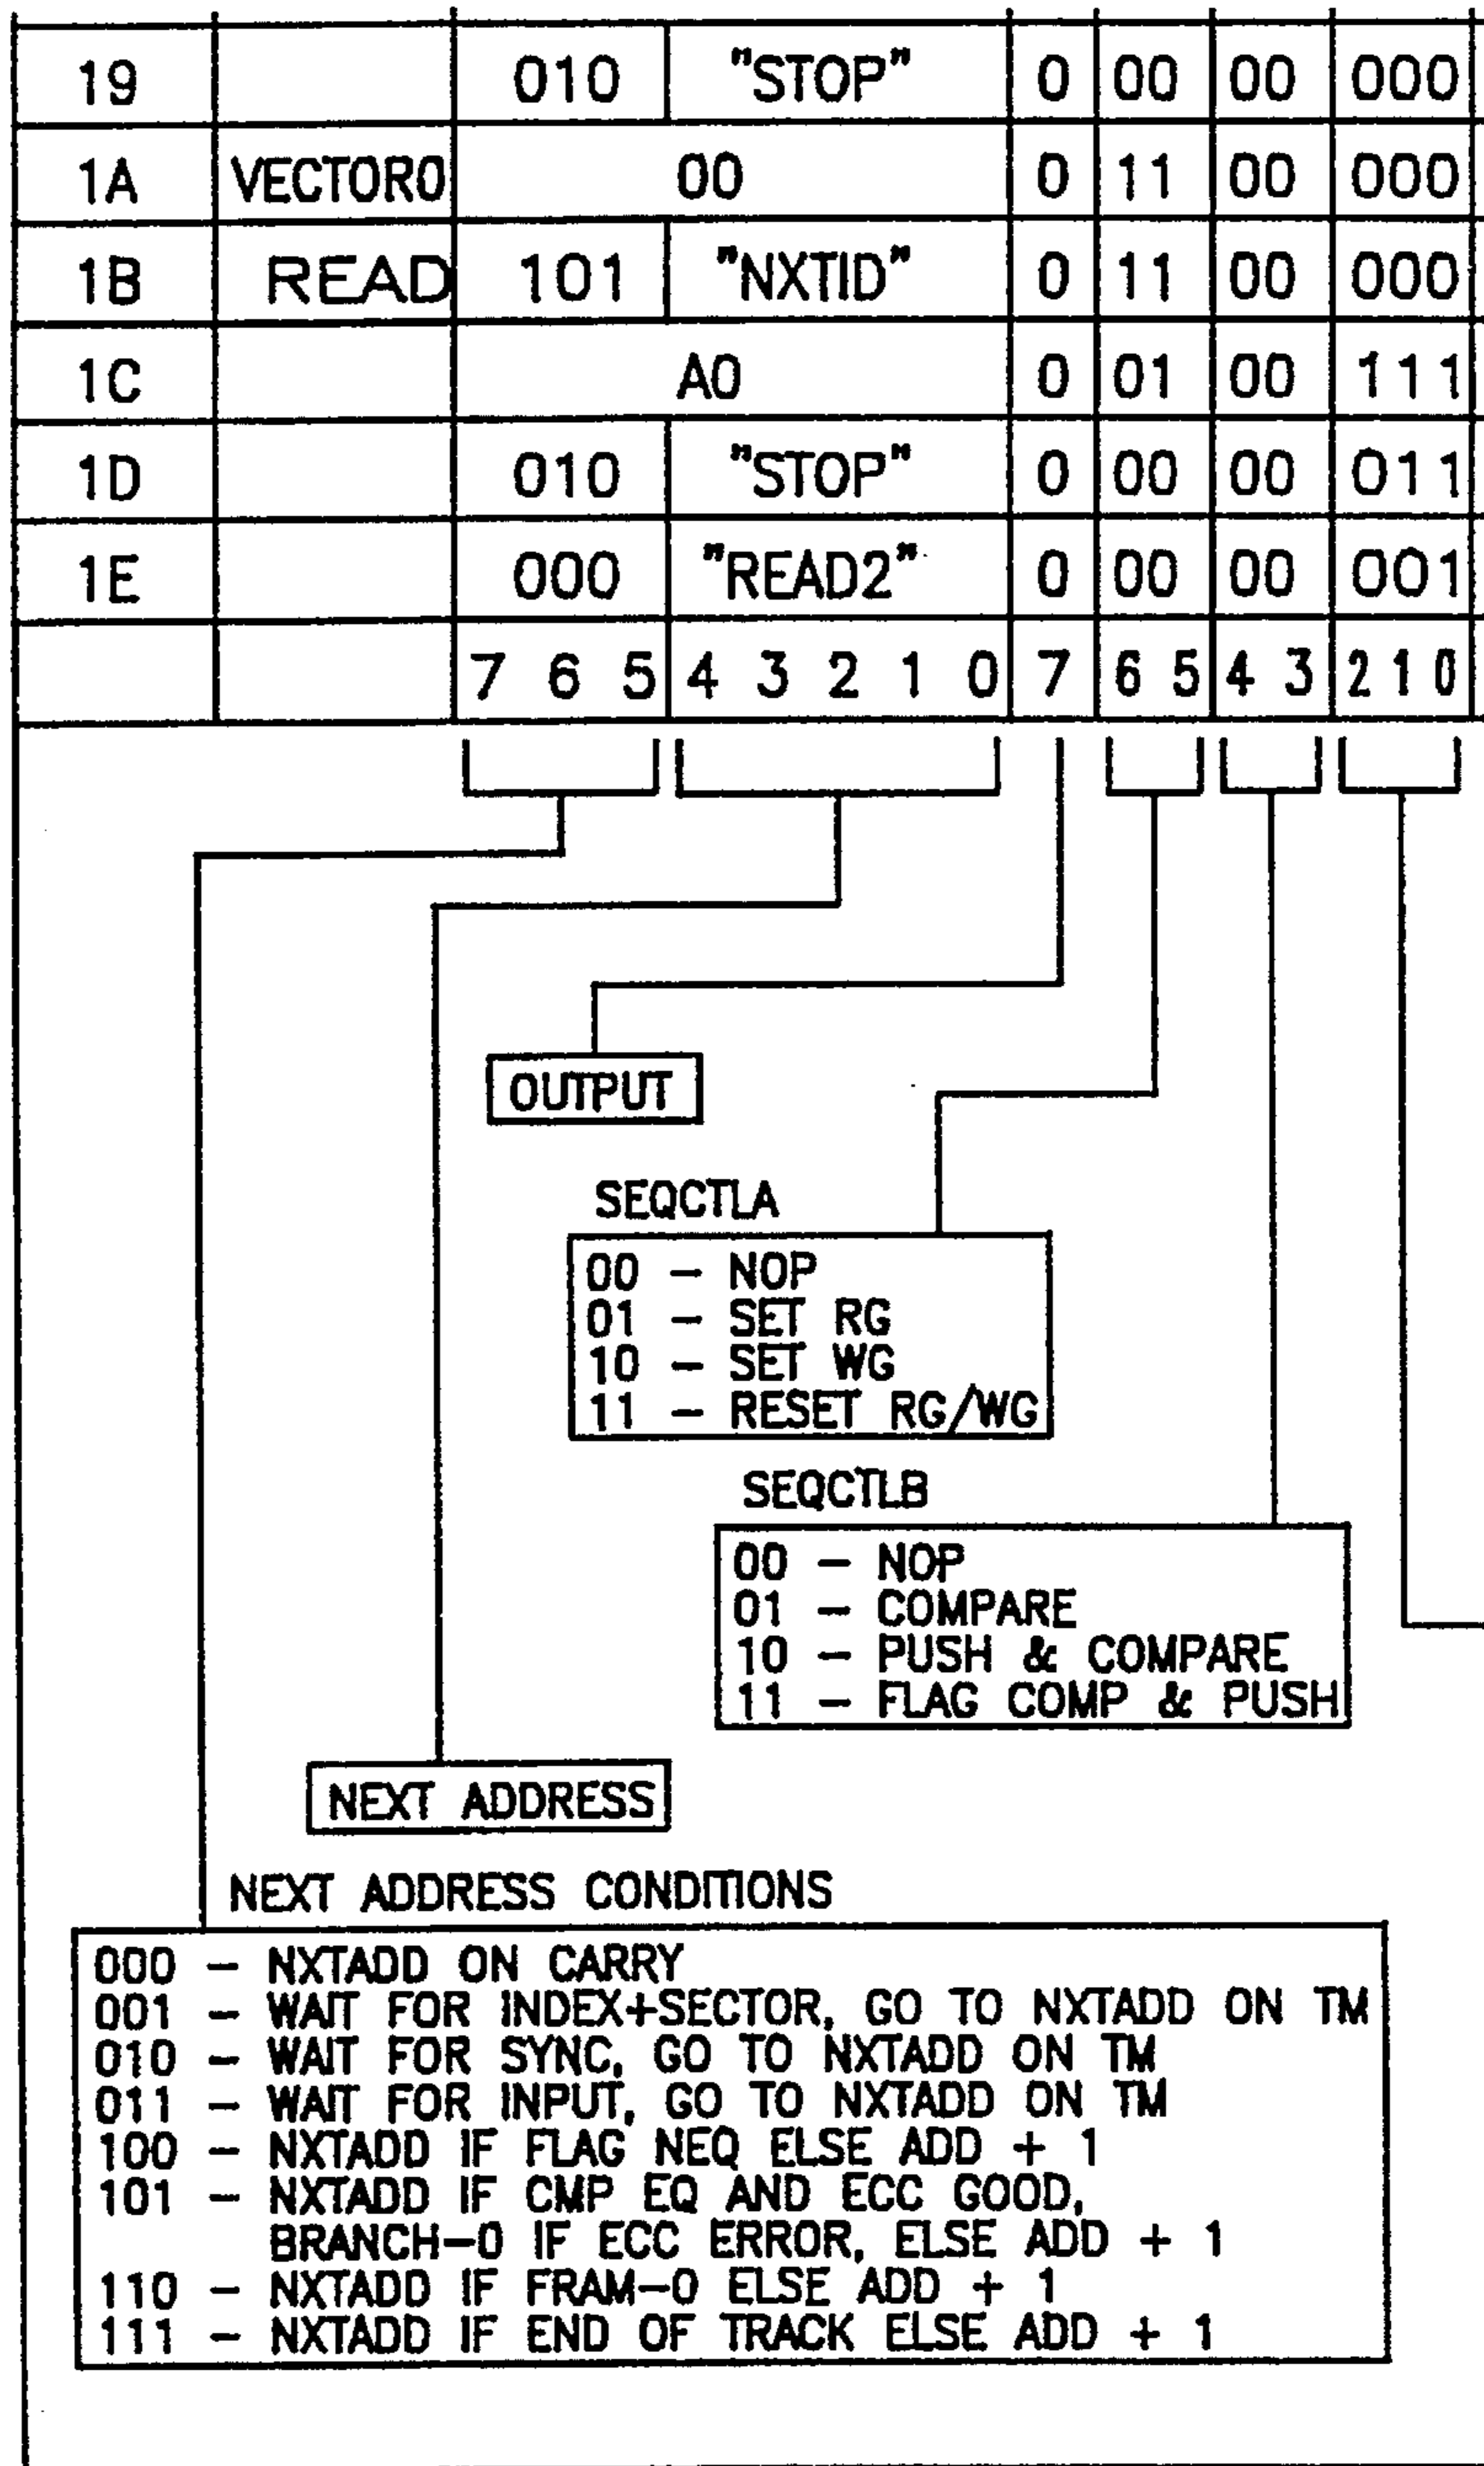 19 010 "STOP" 0 00 00 000
1A VECTOR0 00 0 11 00 000
1B READ 101 "NXTID" 0 11 00 000
1C A0 0 01 00 111
1D 010 "STOP" 0 00 00 011
1E 000 "READ2" 0 00 00 001
7 6 5 4 3 2 1 0 7 6 5 4 3 2 1 0
OUTPUT
SEQCTLA
00 – NOP
01 – SET RG
10 – SET WG
11 – RESET RG/WG
SEQCTLB
00 – NOP
01 – COMPARE
10 – PUSH & COMPARE
11 – FLAG COMP & PUSH
NEXT ADDRESS
NEXT ADDRESS CONDITIONS
000 – NXTADD ON CARRY
001 – WAIT FOR INDEX+SECTOR, GO TO NXTADD ON TM
010 – WAIT FOR SYNC, GO TO NXTADD ON TM
011 – WAIT FOR INPUT, GO TO NXTADD ON TM
100 – NXTADD IF FLAG NEQ ELSE ADD + 1
101 – NXTADD IF CMP EQ AND ECC GOOD,
BRANCH–0 IF ECC ERROR, ELSE ADD + 1
110 – NXTADD IF FRAM–0 ELSE ADD + 1
111 – NXTADD IF END OF TRACK ELSE ADD + 1